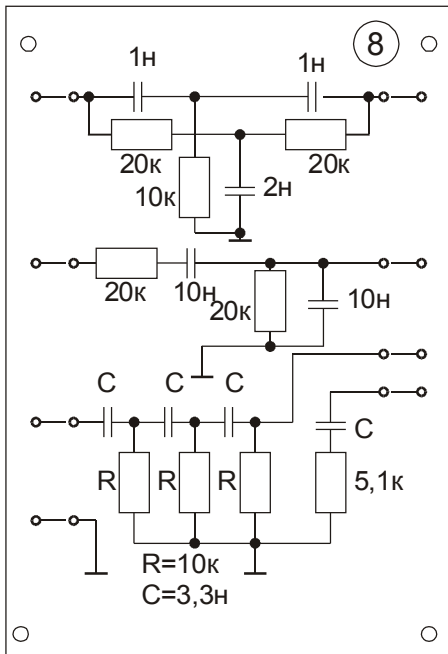 8
1н 1н
20к 20к
10к 2н
20к 10н 20к 10н
C C C
C
R R R 5,1к
R=10к
C=3,3н